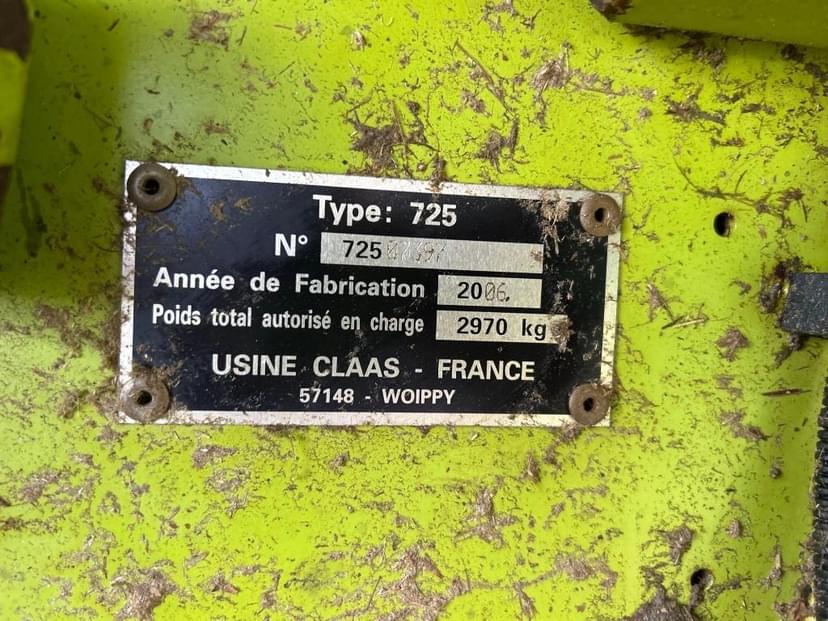 Type: 725
N° 725
Année de Fabrication 2006.
Poids total autorisé en charge 2970 kg
USINE CLAAS - FRANCE
57148 - WOIPPY